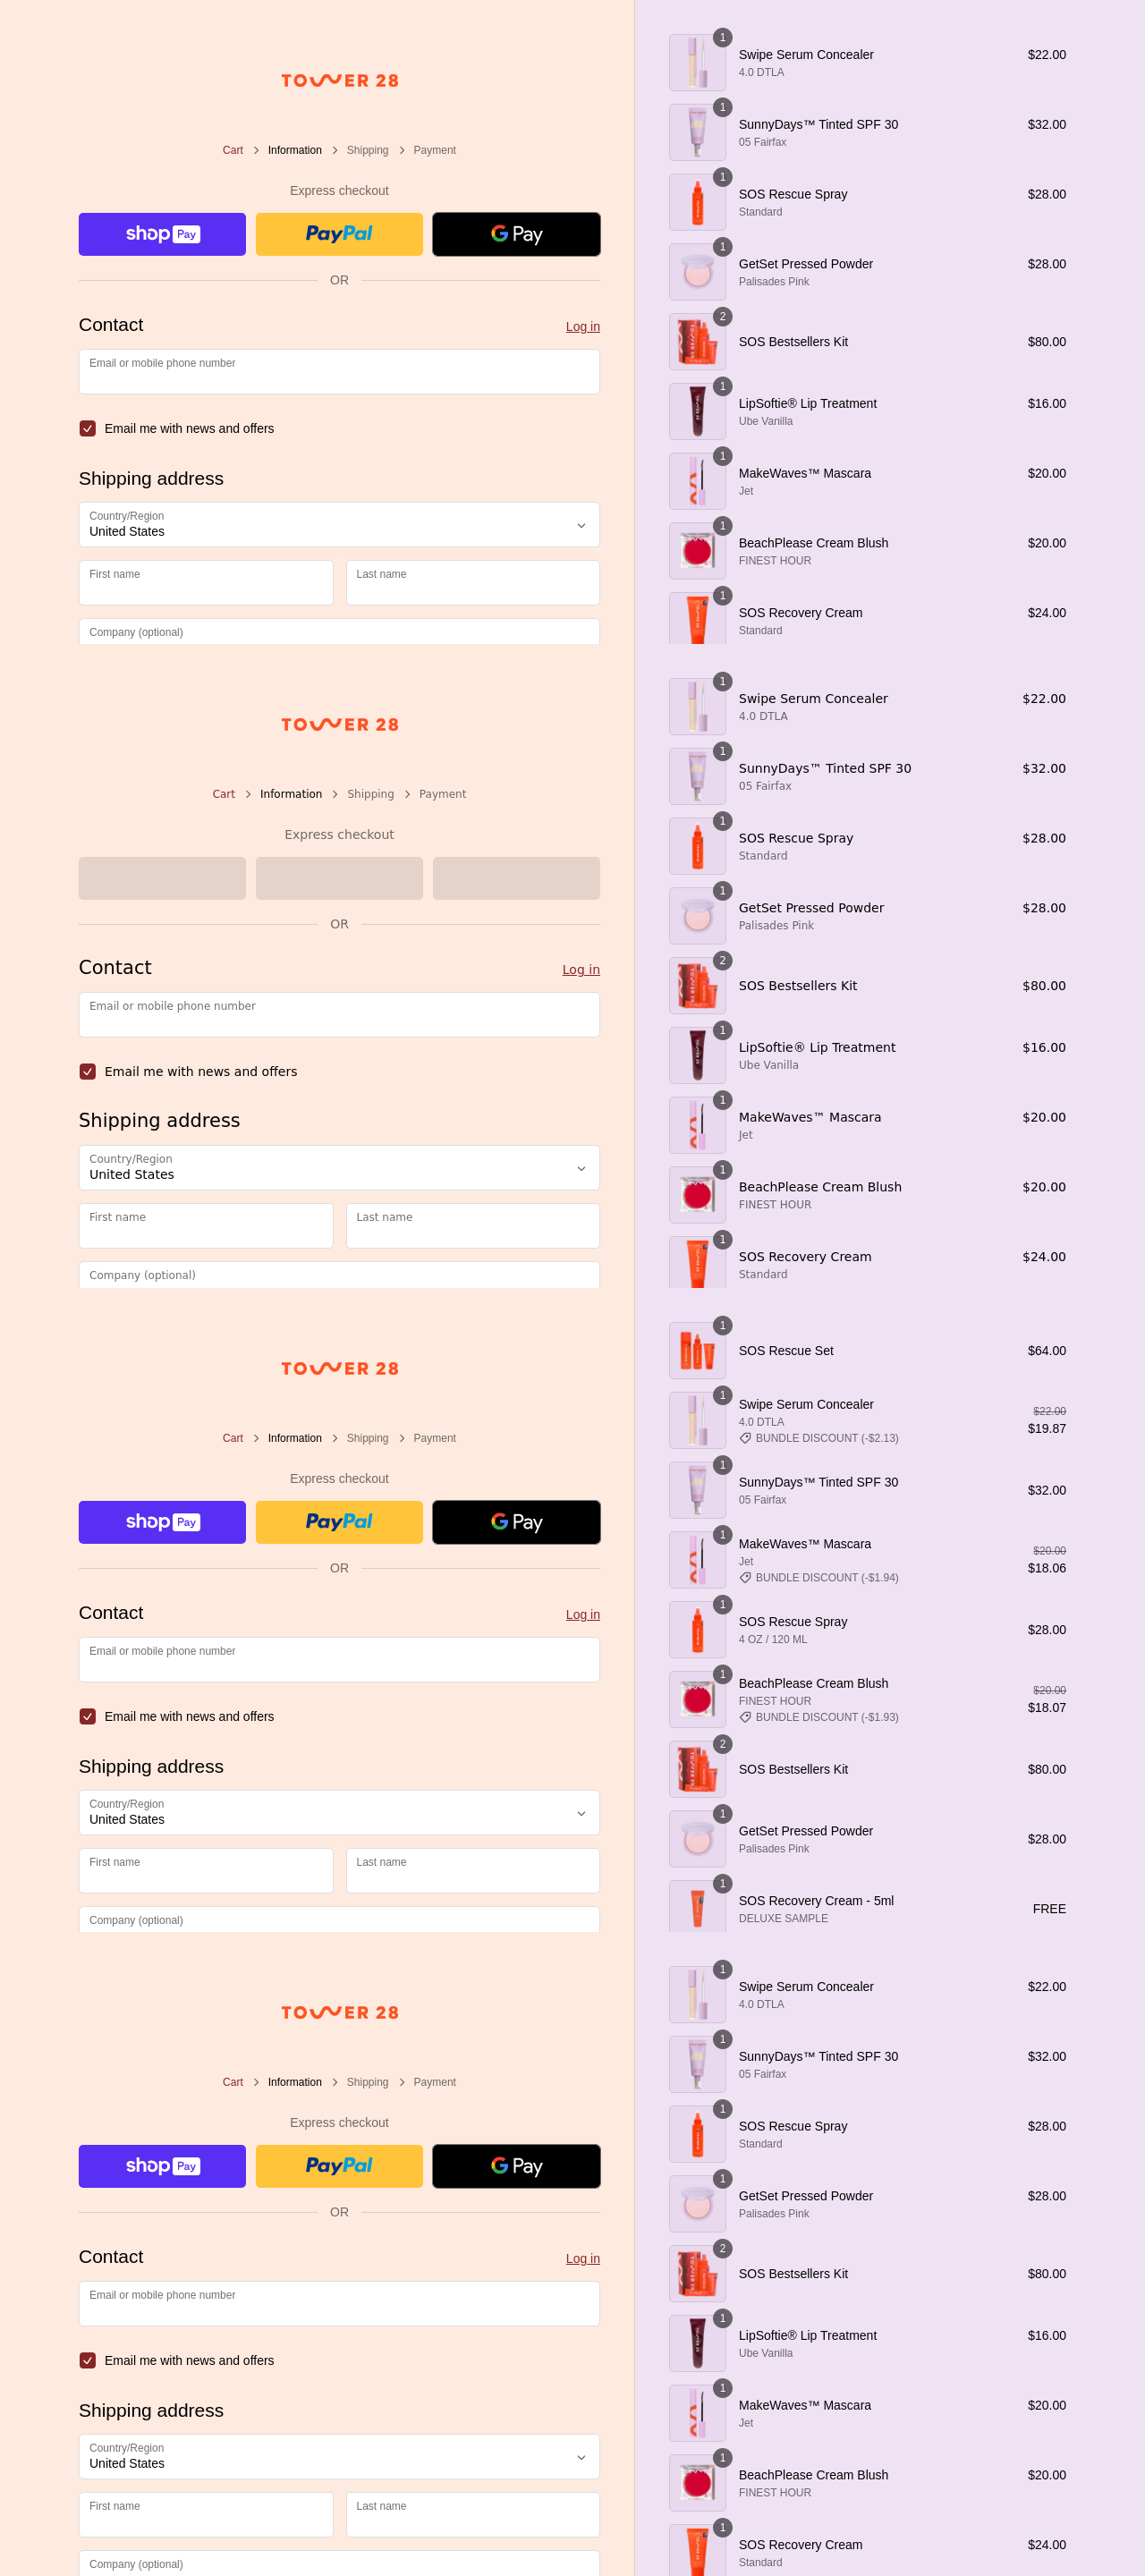 TOWER 28
Cart > Information > Shipping > Payment
Express checkout
shop Pay
PayPal
G Pay
OR
Contact
Log in
Email or mobile phone number
Email me with news and offers
Shipping address
Country/Region
United States
First name
Last name
Company (optional)
1
Swipe Serum Concealer
$22.00
4.0 DTLA
1
SunnyDays™ Tinted SPF 30
$32.00
05 Fairfax
1
SOS Rescue Spray
$28.00
Standard
1
GetSet Pressed Powder
$28.00
Palisades Pink
2
SOS Bestsellers Kit
$80.00
1
LipSoftie® Lip Treatment
$16.00
Ube Vanilla
1
MakeWaves™ Mascara
$20.00
Jet
1
BeachPlease Cream Blush
$20.00
FINEST HOUR
1
SOS Recovery Cream
$24.00
Standard
TOWER 28
Cart > Information > Shipping > Payment
Express checkout
OR
Contact
Log in
Email or mobile phone number
Email me with news and offers
Shipping address
Country/Region
United States
First name
Last name
Company (optional)
1
Swipe Serum Concealer
$22.00
4.0 DTLA
1
SunnyDays™ Tinted SPF 30
$32.00
05 Fairfax
1
SOS Rescue Spray
$28.00
Standard
1
GetSet Pressed Powder
$28.00
Palisades Pink
2
SOS Bestsellers Kit
$80.00
1
LipSoftie® Lip Treatment
$16.00
Ube Vanilla
1
MakeWaves™ Mascara
$20.00
Jet
1
BeachPlease Cream Blush
$20.00
FINEST HOUR
1
SOS Recovery Cream
$24.00
Standard
TOWER 28
Cart > Information > Shipping > Payment
Express checkout
shop Pay
PayPal
G Pay
OR
Contact
Log in
Email or mobile phone number
Email me with news and offers
Shipping address
Country/Region
United States
First name
Last name
Company (optional)
1
SOS Rescue Set
$64.00
1
Swipe Serum Concealer
4.0 DTLA
BUNDLE DISCOUNT (-$2.13)
$22.00
$19.87
1
SunnyDays™ Tinted SPF 30
05 Fairfax
$32.00
1
MakeWaves™ Mascara
Jet
BUNDLE DISCOUNT (-$1.94)
$20.00
$18.06
1
SOS Rescue Spray
4 OZ / 120 ML
$28.00
1
BeachPlease Cream Blush
FINEST HOUR
BUNDLE DISCOUNT (-$1.93)
$20.00
$18.07
2
SOS Bestsellers Kit
$80.00
1
GetSet Pressed Powder
Palisades Pink
$28.00
1
SOS Recovery Cream - 5ml
DELUXE SAMPLE
FREE
TOWER 28
Cart > Information > Shipping > Payment
Express checkout
shop Pay
PayPal
G Pay
OR
Contact
Log in
Email or mobile phone number
Email me with news and offers
Shipping address
Country/Region
United States
First name
Last name
Company (optional)
1
Swipe Serum Concealer
$22.00
4.0 DTLA
1
SunnyDays™ Tinted SPF 30
$32.00
05 Fairfax
1
SOS Rescue Spray
$28.00
Standard
1
GetSet Pressed Powder
$28.00
Palisades Pink
2
SOS Bestsellers Kit
$80.00
1
LipSoftie® Lip Treatment
$16.00
Ube Vanilla
1
MakeWaves™ Mascara
$20.00
Jet
1
BeachPlease Cream Blush
$20.00
FINEST HOUR
1
SOS Recovery Cream
$24.00
Standard